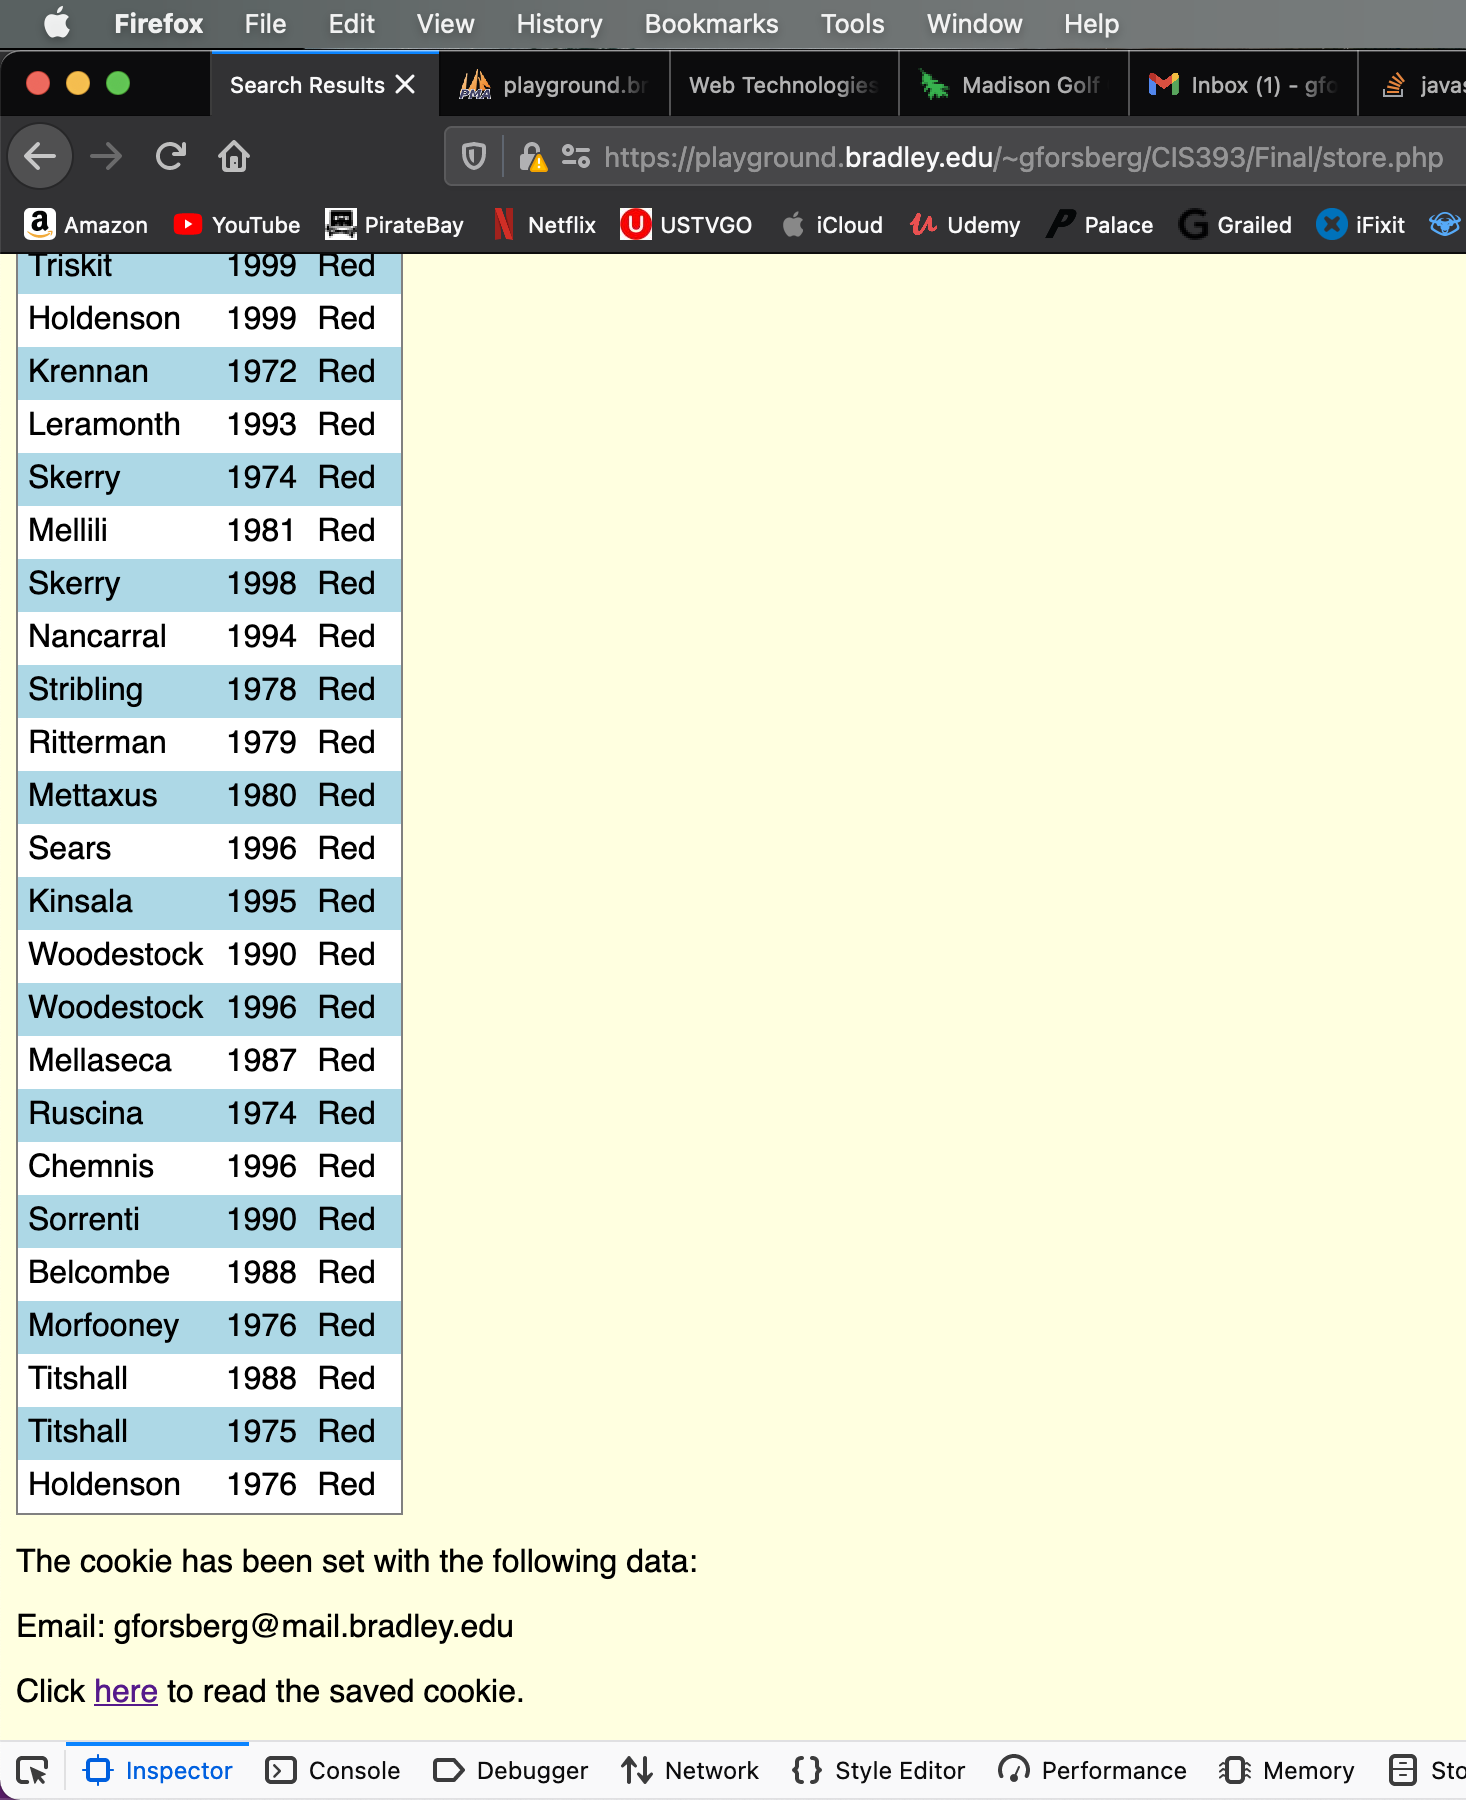 Firefox File Edit View History Bookmarks Tools Window Help
Search Results playground.br Web Technologies Madison Golf Inbox (1) - gfo javas
https://playground.bradley.edu/~gforsberg/CIS393/Final/store.php
Amazon YouTube PirateBay Netflix USTVGO iCloud Udemy Palace Grailed iFixit
Triskit 1999 Red
Holdenson 1999 Red
Krennan 1972 Red
Leramonth 1993 Red
Skerry 1974 Red
Mellili 1981 Red
Skerry 1998 Red
Nancarral 1994 Red
Stribling 1978 Red
Ritterman 1979 Red
Mettaxus 1980 Red
Sears 1996 Red
Kinsala 1995 Red
Woodestock 1990 Red
Woodestock 1996 Red
Mellaseca 1987 Red
Ruscina 1974 Red
Chemnis 1996 Red
Sorrenti 1990 Red
Belcombe 1988 Red
Morfooney 1976 Red
Titshall 1988 Red
Titshall 1975 Red
Holdenson 1976 Red
The cookie has been set with the following data:
Email: gforsberg@mail.bradley.edu
Click here to read the saved cookie.
Inspector Console Debugger Network Style Editor Performance Memory Sto